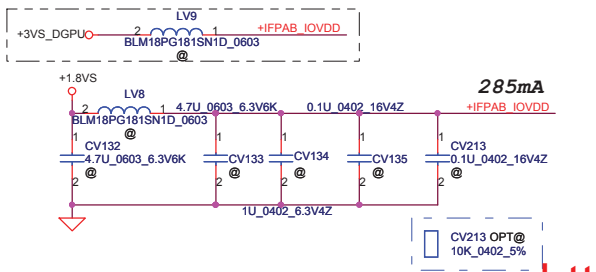 LV9
+3VS_DGPU 2 1 +IFPAB_IOVDD
BLM18PG181SN1D_0603
@
+1.8VS
LV8
285mA
2 1 4.7U_0603_6.3V6K 0.1U_0402_16V4Z +IFPAB_IOVDD
BLM18PG181SN1D_0603
@
1 1 1 1 1
CV132 CV133 CV134 CV135 CV213
4.7U_0603_6.3V6K 0.1U_0402_16V4Z
@ @ @ @ @
2 2 2 2 2
1U_0402_6.3V4Z
CV213 OPT@
10K_0402_5%